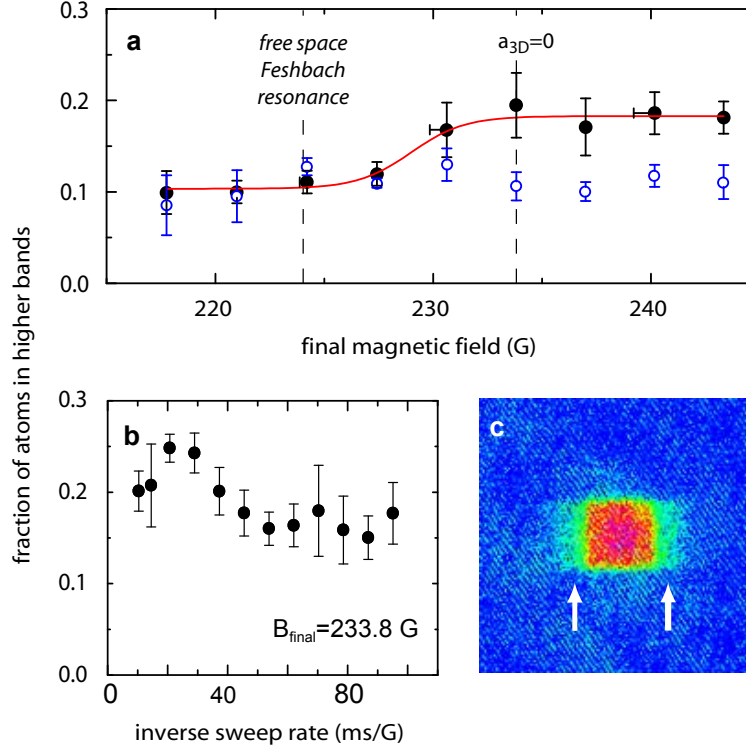 0.3
a
free space
Feshbach
resonance
a3D=0
0.2
0.1
0.0
220
230
240
final magnetic field (G)
fraction of atoms in higher bands
0.3
b
0.2
0.1
Bfinal=233.8 G
0.0
0
40
80
inverse sweep rate (ms/G)
c